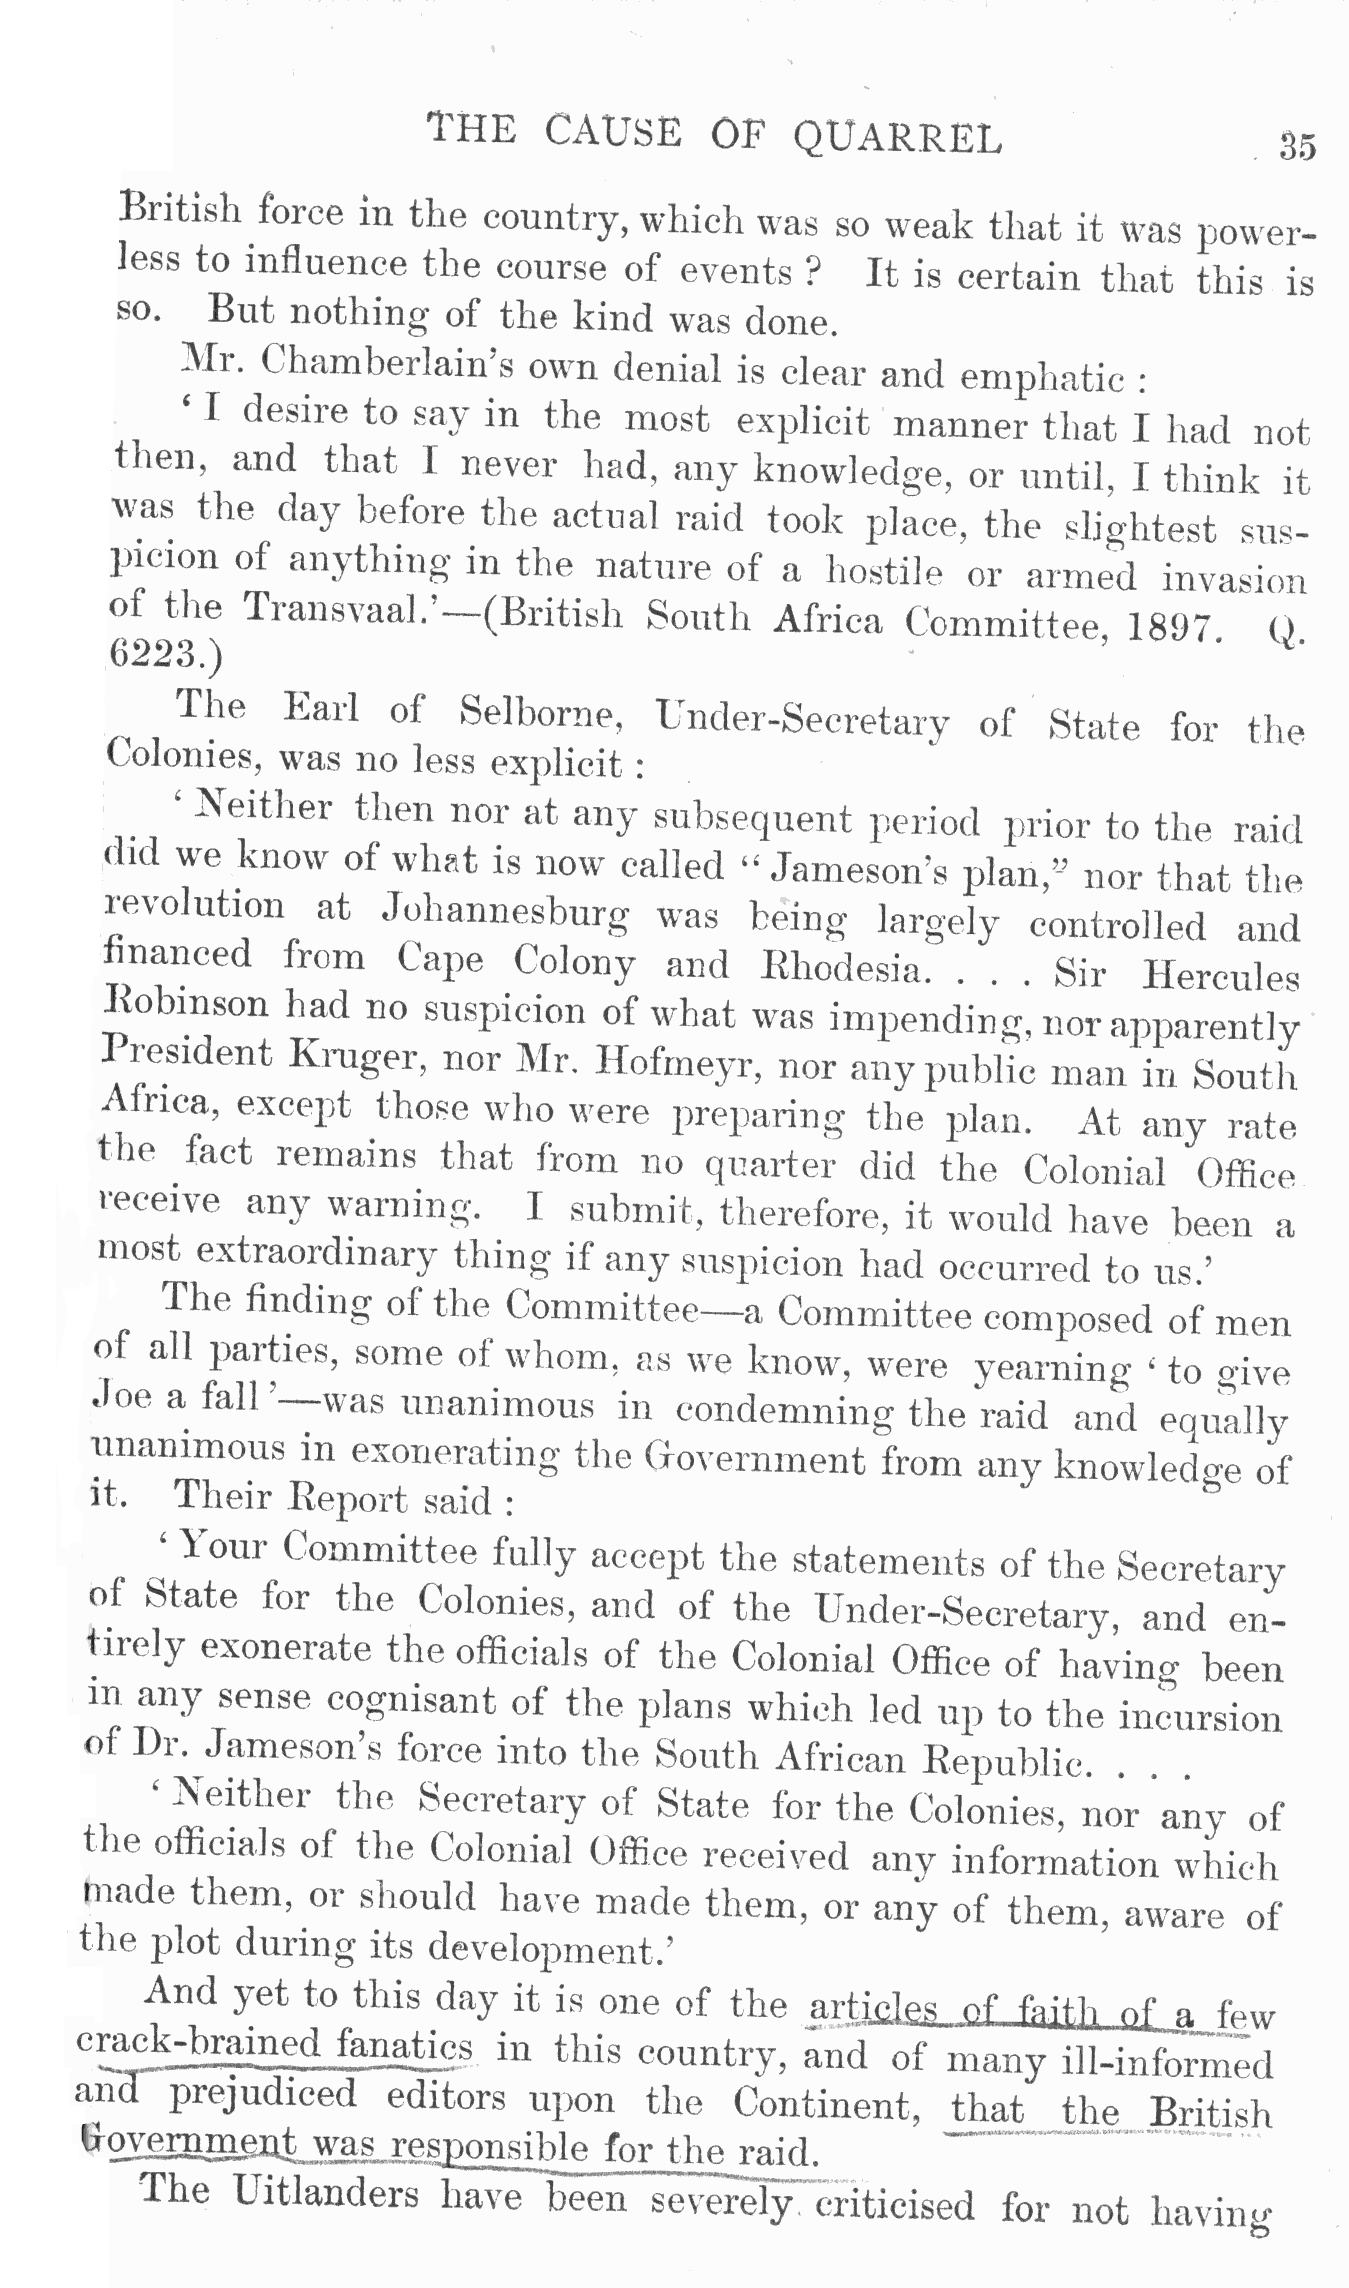 THE CAUSE OF QUARREL 35
British force in the country, which was so weak that it was power-
less to influence the course of events ? It is certain that this is
so. But nothing of the kind was done.
Mr. Chamberlain's own denial is clear and emphatic :
‘ I desire to say in the most explicit manner that I had not
then, and that I never had, any knowledge, or until, I think it
was the day before the actual raid took place, the slightest sus-
picion of anything in the nature of a hostile or armed invasion
of the Transvaal.’—(British South Africa Committee, 1897. Q.
6223.)
The Earl of Selborne, Under-Secretary of State for the
Colonies, was no less explicit :
‘ Neither then nor at any subsequent period prior to the raid
did we know of what is now called “ Jameson's plan,” nor that the
revolution at Johannesburg was being largely controlled and
financed from Cape Colony and Rhodesia. . . . Sir Hercules
Robinson had no suspicion of what was impending, nor apparently
President Kruger, nor Mr. Hofmeyr, nor any public man in South
Africa, except those who were preparing the plan. At any rate
the fact remains that from no quarter did the Colonial Office
receive any warning. I submit, therefore, it would have been a
most extraordinary thing if any suspicion had occurred to us.’
The finding of the Committee—a Committee composed of men
of all parties, some of whom, as we know, were yearning ‘ to give
Joe a fall ’—was unanimous in condemning the raid and equally
unanimous in exonerating the Government from any knowledge of
it. Their Report said :
‘ Your Committee fully accept the statements of the Secretary
of State for the Colonies, and of the Under-Secretary, and en-
tirely exonerate the officials of the Colonial Office of having been
in any sense cognisant of the plans which led up to the incursion
of Dr. Jameson's force into the South African Republic. . . .
‘ Neither the Secretary of State for the Colonies, nor any of
the officials of the Colonial Office received any information which
made them, or should have made them, or any of them, aware of
the plot during its development.’
And yet to this day it is one of the articles of faith of a few
crack-brained fanatics in this country, and of many ill-informed
and prejudiced editors upon the Continent, that the British
Government was responsible for the raid.
The Uitlanders have been severely criticised for not having